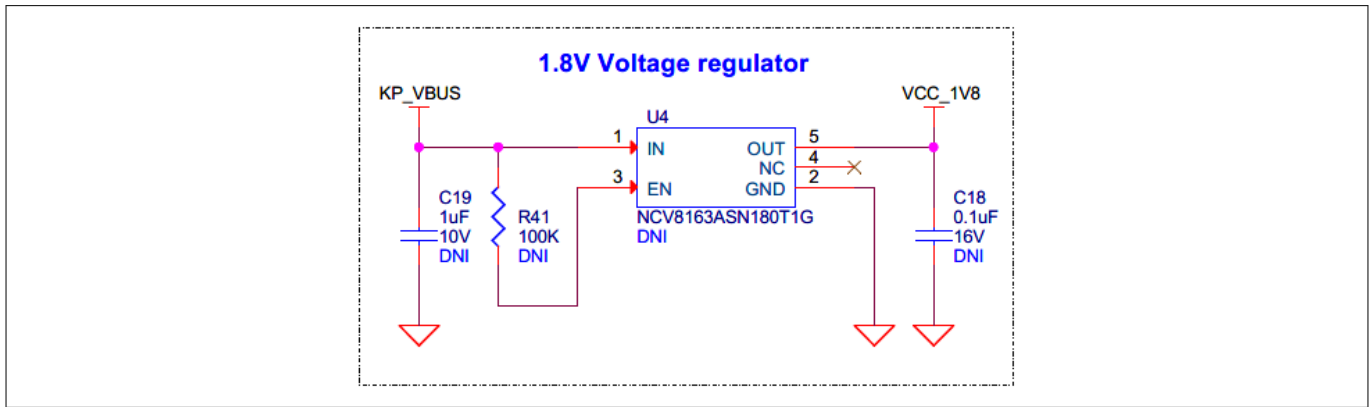 1.8V Voltage regulator
KP_VBUS
VCC_1V8
U4
1
IN
OUT
5
NC
4
3
EN
GND
2
C19
1uF
10V
DNI
R41
100K
DNI
NCV8163ASN180T1G
DNI
C18
0.1uF
16V
DNI